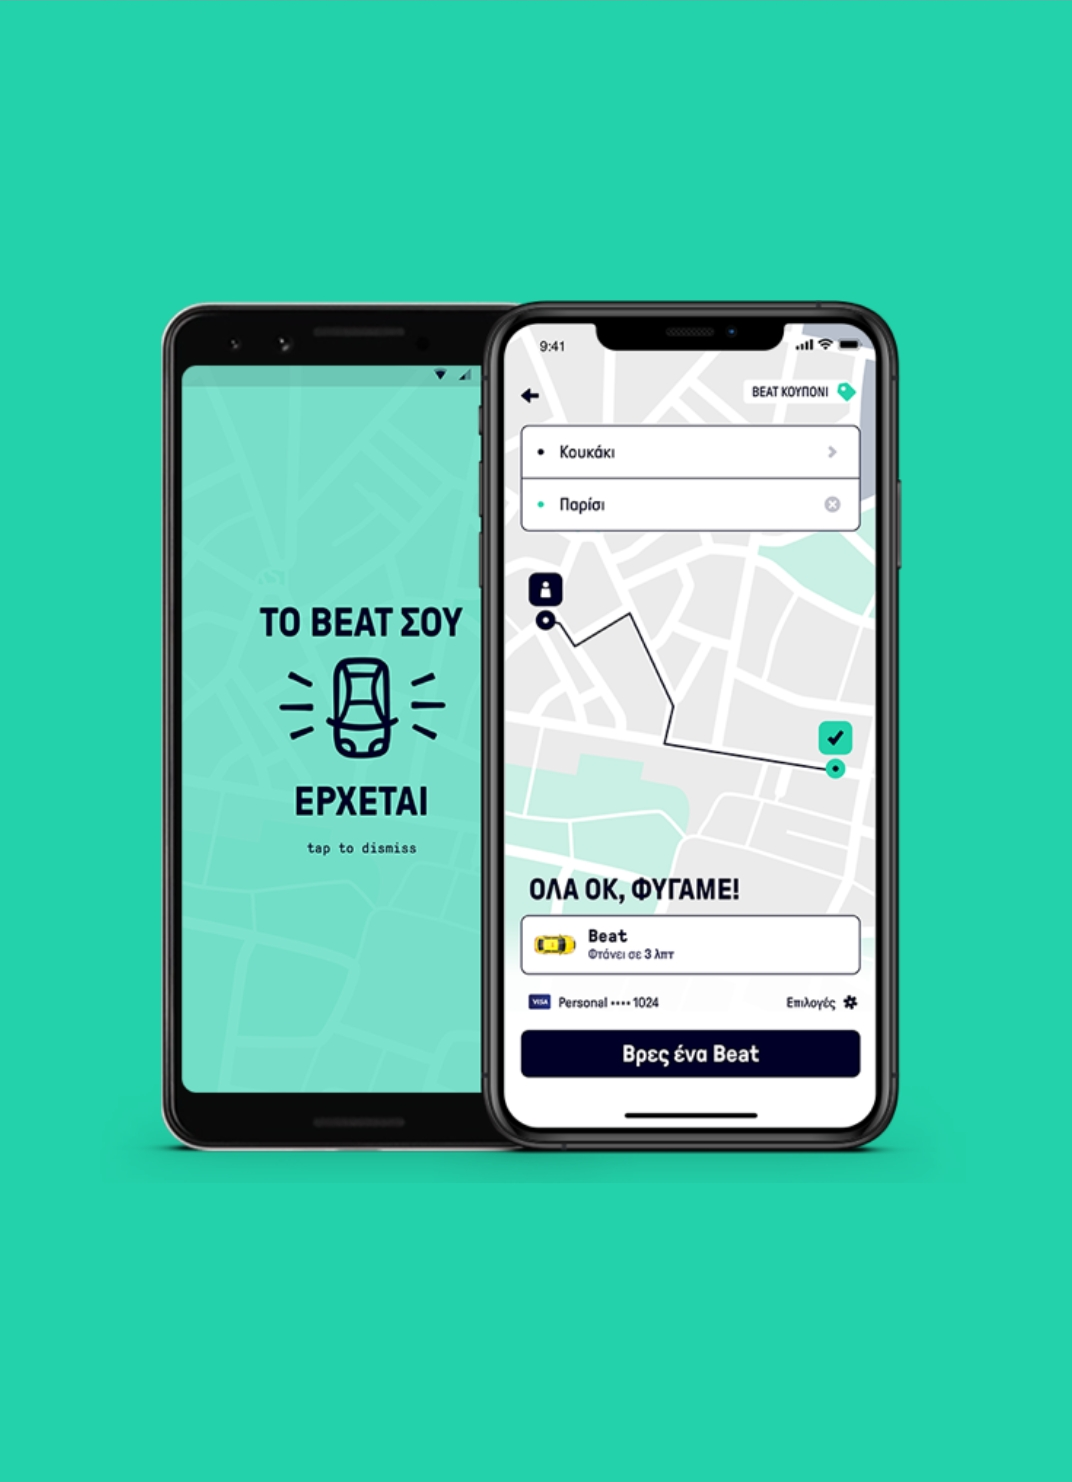 ΤΟ BEAT ΣΟΥ
ΕΡΧΕΤΑΙ
tap to dismiss
9:41
BEAT ΚΟΥΠΟΝΙ
Κουκάκι
Παρίσι
ΟΛΑ ΟΚ, ΦΥΓΑΜΕ!
Beat
Φτάνει σε 3 λπτ
VISA Personal •••• 1024 Επιλογές
Βρες ένα Beat